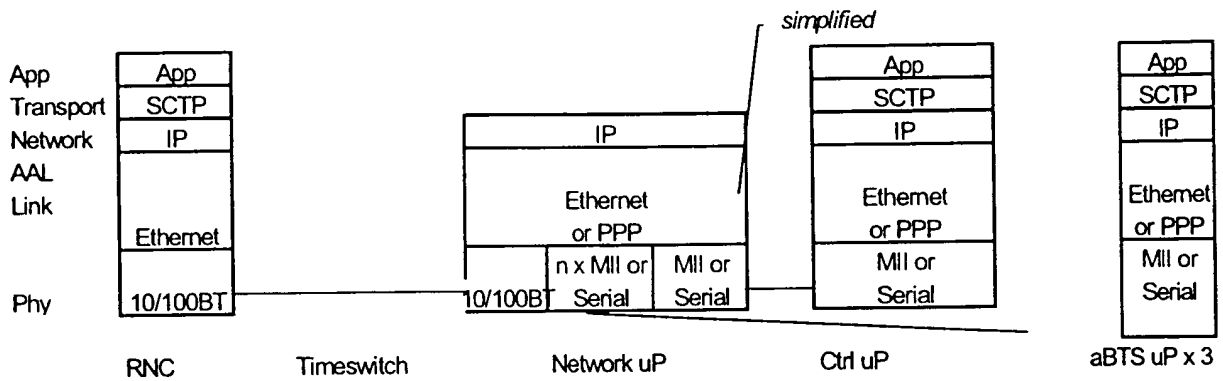 simplified
App
Transport
Network
AAL
Link
Phy
App
SCTP
IP
Ethernet
10/100BT
RNC
Timeswitch
IP
Ethernet
or PPP
10/100BT
n x MII or
Serial
MII or
Serial
Network uP
App
SCTP
IP
Ethernet
or PPP
MII or
Serial
Ctrl uP
App
SCTP
IP
Ethernet
or PPP
MII or
Serial
aBTS uP x 3